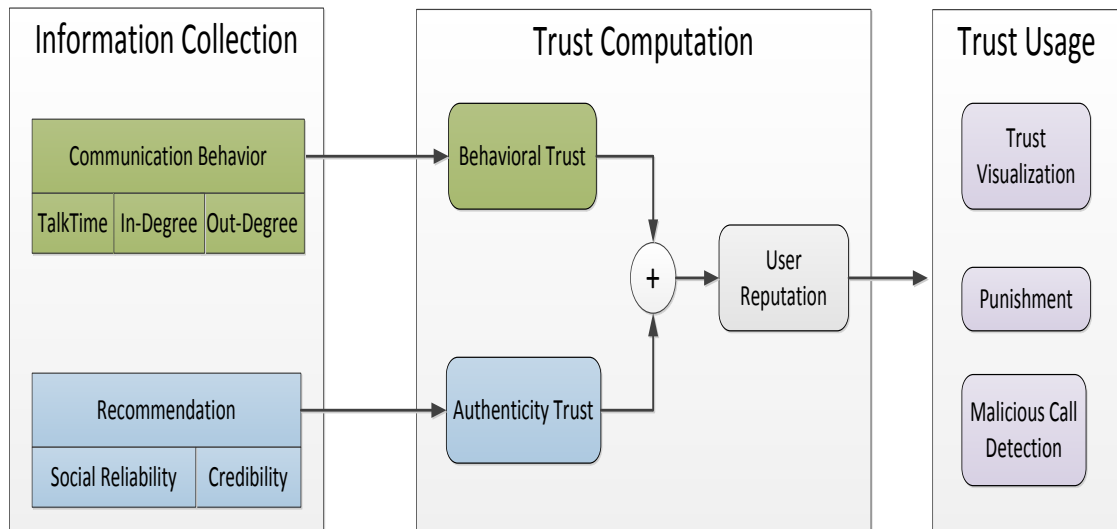 Information Collection
Communication Behavior
TalkTime
In-Degree
Out-Degree
Recommendation
Social Reliability
Credibility
Trust Computation
Behavioral Trust
+
User
Reputation
Authenticity Trust
Trust Usage
Trust
Visualization
Punishment
Malicious Call
Detection